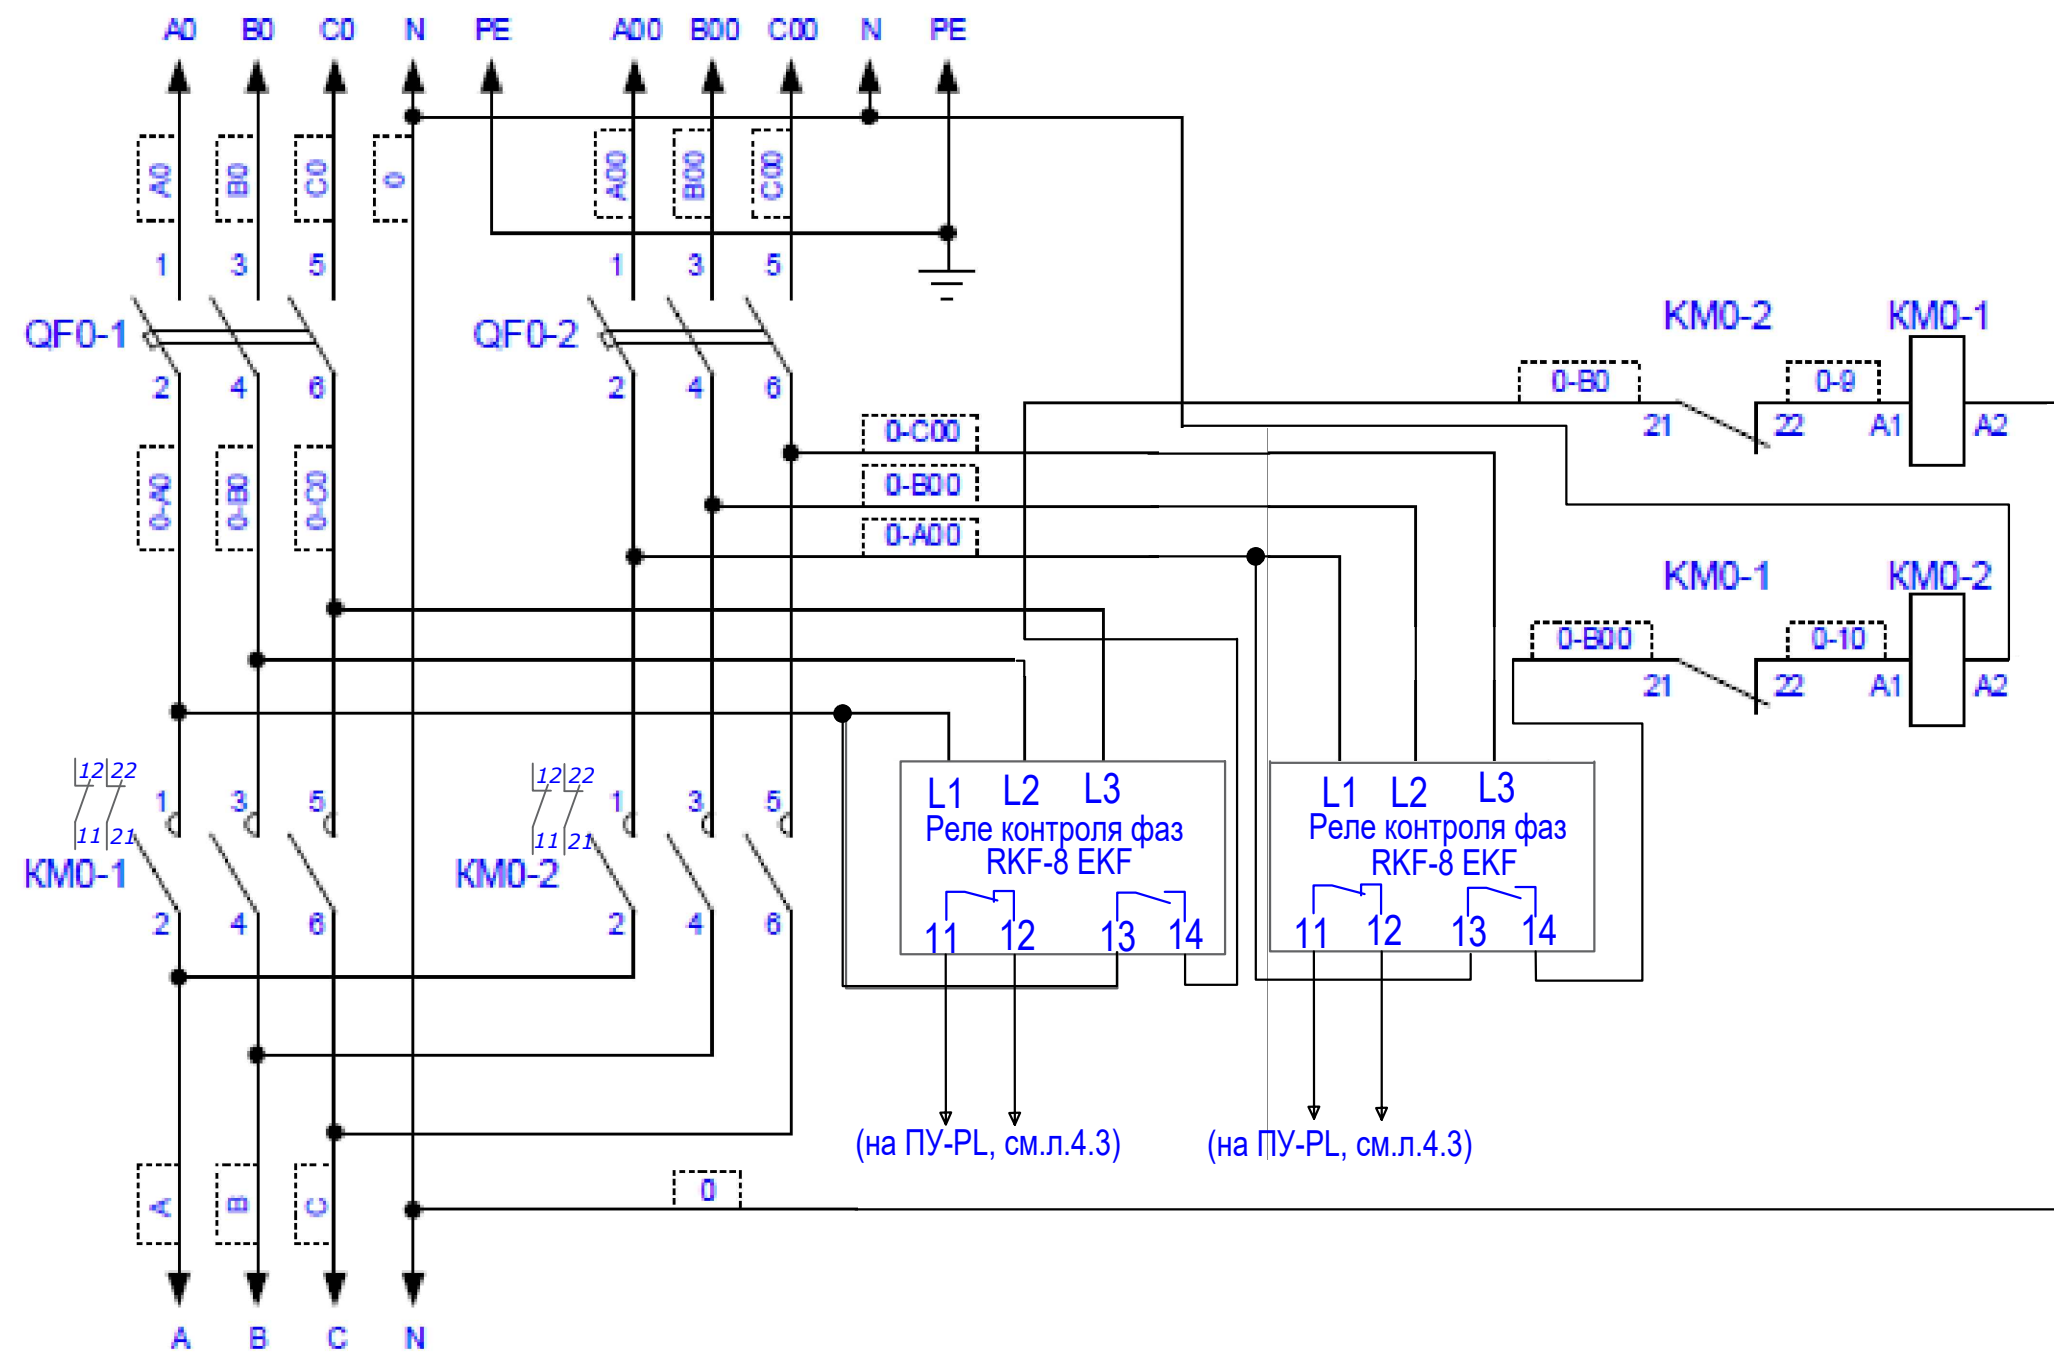 A0 B0 C0 N PE A00 B00 C00 N PE
A0 B0 C0 0 A00 B00 C00
1 3 5 1 3 5
QF0-1 QF0-2
KM0-2 KM0-1
2 4 6 2 4 6
0-B0 0-9
21 22 A1 A2
0-C00
0-B00
0-A00
0-A0 0-B0 0-C0
KM0-1 KM0-2
0-B00 0-10
21 22 A1 A2
12 22 12 22
1 3 5 1 3 5
11 21 11 21
KM0-1 KM0-2
2 4 6 2 4 6
L1 L2 L3
Реле контроля фаз
RKF-8 EKF
11 12 13 14
L1 L2 L3
Реле контроля фаз
RKF-8 EKF
11 12 13 14
(на ПУ-PL, см.л.4.3)
(на ПУ-PL, см.л.4.3)
A B C 0
A B C N